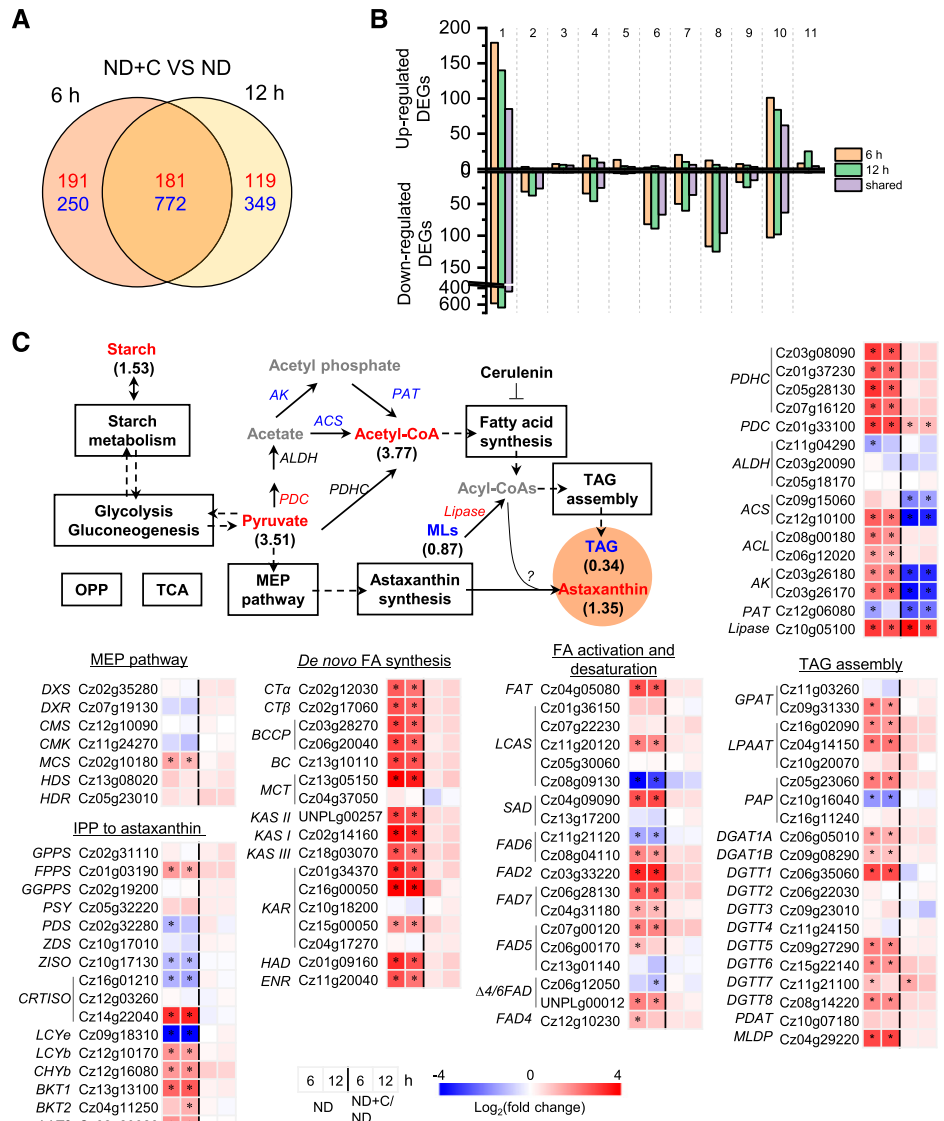 A
ND+C VS ND
6 h
12 h
191
181
119
250
772
349
B
1 2 3 4 5 6 7 8 9 10 11
200
150
100
50
0
50
100
150
400
600
Up-regulated
DEGs
Down-regulated
DEGs
6 h
12 h
shared
C
Starch
(1.53)
Starch
metabolism
Glycolysis
Gluconeogenesis
OPP
TCA
Acetyl phosphate
AK
PAT
Acetate
ACS
Acetyl-CoA
(3.77)
ALDH
PDC
PDHC
Pyruvate
(3.51)
MEP
pathway
Cerulenin
Fatty acid
synthesis
Acyl-CoAs
TAG
assembly
Lipase
MLs
(0.87)
Astaxanthin
synthesis
?
TAG
(0.34)
Astaxanthin
(1.35)
PDHC
Cz03g08090 * *
Cz01g37230 * *
Cz05g28130 * *
Cz07g16120 * *
PDC Cz01g33100 * * * *
ALDH
Cz11g04290 *
Cz03g20090
Cz05g18170
ACS
Cz09g15060 * *
Cz12g10100 * * * *
ACL
Cz08g00180 * *
Cz06g12020 * *
AK
Cz03g26180 * * * *
Cz03g26170 * * * *
PAT Cz12g06080 * * *
Lipase Cz10g05100 * * * *
MEP pathway
DXS Cz02g35280
DXR Cz07g19130
CMS Cz12g10090
CMK Cz11g24270
MCS Cz02g10180 * *
HDS Cz13g08020
HDR Cz05g23010
IPP to astaxanthin
GPPS Cz02g31110
FPPS Cz01g03190 * *
GGPPS Cz02g19200
PSY Cz05g32220
PDS Cz02g32280 *
ZDS Cz10g17010
ZISO Cz10g17130 * *
CRTISO
Cz16g01210 * *
Cz12g03260
Cz14g22040 * *
LCYe Cz09g18310 * *
LCYb Cz12g10170 * *
CHYb Cz12g16080 * *
BKT1 Cz13g13100 * *
BKT2 Cz04g11250 *
De novo FA synthesis
CTα Cz02g12030 * *
CTβ Cz02g17060 * *
BCCP
Cz03g28270 * *
Cz06g20040 * *
BC Cz13g10110 * *
MCT
Cz13g05150 * *
Cz04g37050
KAS II UNPLg00257 * *
KAS I Cz02g14160 * *
KAS III Cz18g03070 * *
KAR
Cz01g34370 * *
Cz16g00050 * *
Cz10g18200
Cz15g00050 * *
Cz04g17270
HAD Cz01g09160 * *
ENR Cz11g20040 * *
FA activation and
desaturation
FAT Cz04g05080 * *
LCAS
Cz01g36150
Cz07g22230
Cz11g20120 * *
Cz05g30060
Cz08g09130 * *
SAD
Cz04g09090 * *
Cz13g17200
FAD6
Cz11g21120 * *
Cz08g04110 * *
FAD2 Cz03g33220 * *
FAD7
Cz06g28130 * *
Cz04g31180 * *
FAD5
Cz07g00120 * *
Cz06g00170 *
Cz13g01140
Δ4/6FAD
Cz06g12050 *
UNPLg00012 * *
FAD4 Cz12g10230 *
TAG assembly
GPAT
Cz11g03260
Cz09g31330 * *
LPAAT
Cz16g02090 * *
Cz04g14150 * *
Cz10g20070
PAP
Cz05g23060 * *
Cz10g16040 * *
Cz16g11240
DGAT1A Cz06g05010 * *
DGAT1B Cz09g08290 * *
DGTT1 Cz06g35060 * *
DGTT2 Cz06g22030
DGTT3 Cz09g23010
DGTT4 Cz11g24150
DGTT5 Cz09g27290 * *
DGTT6 Cz15g22140 * *
DGTT7 Cz11g21100 * *
DGTT8 Cz08g14220 * *
PDAT Cz10g07180
MLDP Cz04g29220 * *
6 12 6 12 h
ND
ND+C/
ND
-4 0 4
Log2(fold change)